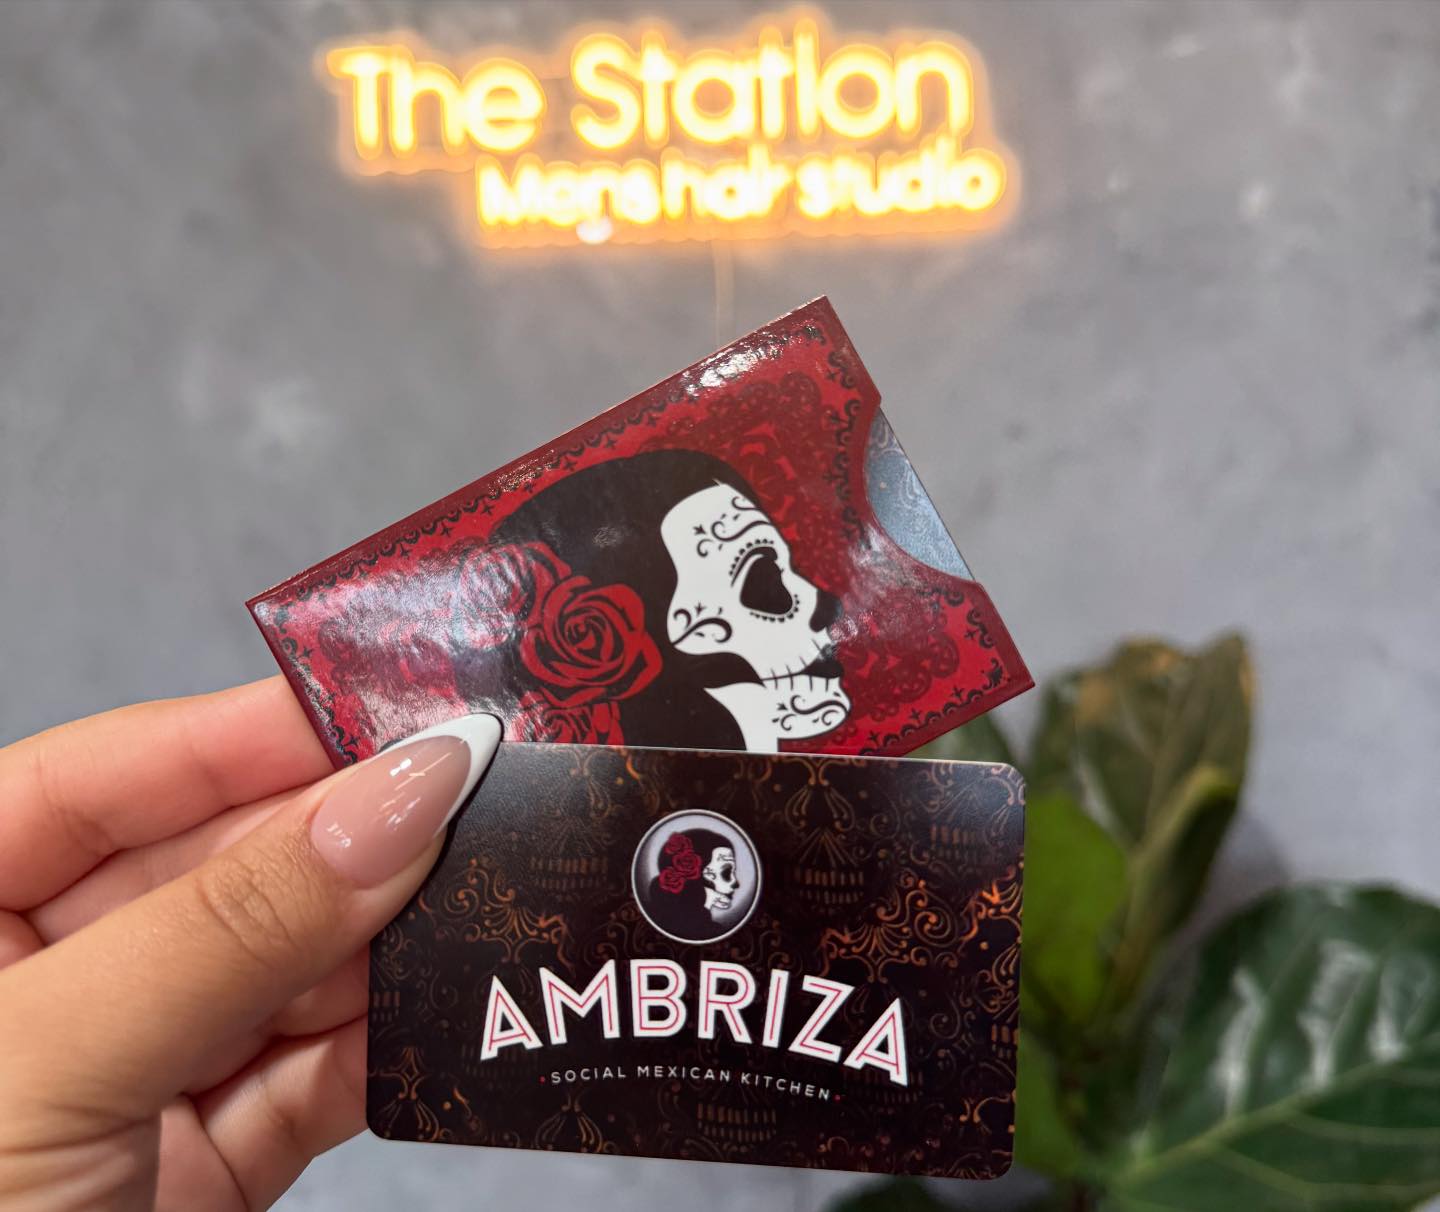 The Station
Mens hair studio
AMBRIZA
•SOCIAL MEXICAN KITCHEN•